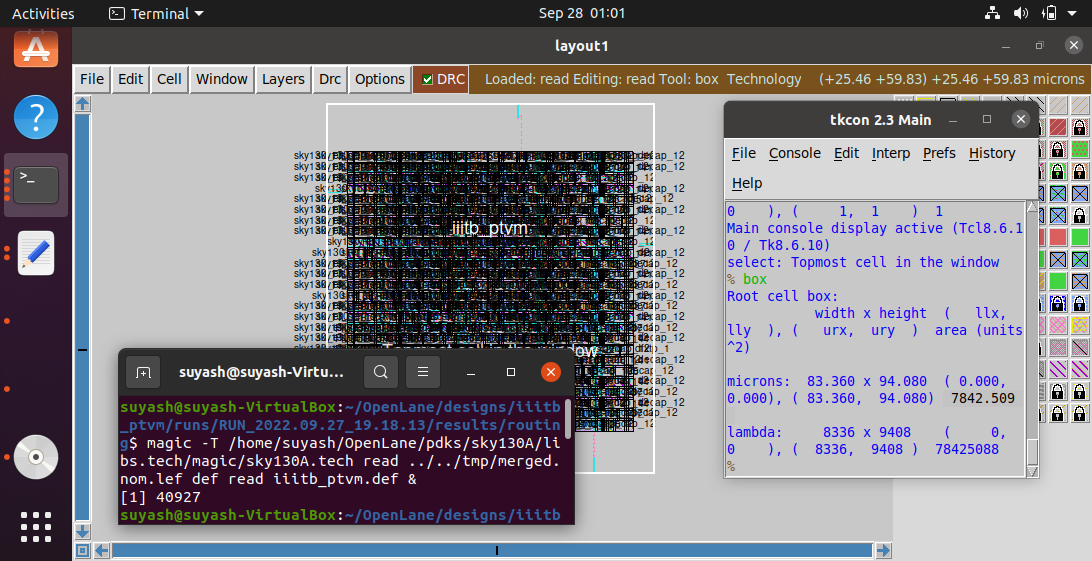 Activities Terminal Sep 28 01:01
layout1
File Edit Cell Window Layers Drc Options DRC Loaded: read Editing: read Tool: box Technology (+25.46 +59.83) +25.46 +59.83 microns
iiitb_ptvm
tkcon 2.3 Main
File Console Edit Interp Prefs History
Help
0 ), ( 1, 1 ) 1
Main console display active (Tcl8.6.1
0 / Tk8.6.10)
select: Topmost cell in the window
% box
Root cell box:
width x height ( llx,
lly ), ( urx, ury ) area (units
^2)
microns: 83.360 x 94.080 ( 0.000,
0.000), ( 83.360, 94.080) 7842.509
lambda: 8336 x 9408 ( 0,
0 ), ( 8336, 9408 ) 78425088
%
suyash@suyash-Virtu...
suyash@suyash-VirtualBox:~/OpenLane/designs/iiitb
_ptvm/runs/RUN_2022.09.27_19.18.13/results/routin
g$ magic -T /home/suyash/OpenLane/pdks/sky130A/li
bs.tech/magic/sky130A.tech read ../../tmp/merged.
nom.lef def read iiitb_ptvm.def &
[1] 40927
suyash@suyash-VirtualBox:~/OpenLane/designs/iiitb